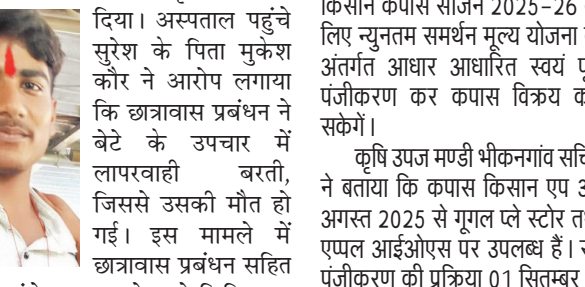 दिया। अस्पताल पहुंचे
सुरेश के पिता मुकेश
कौर ने आरोप लगाया
कि छात्रावास प्रबंधन ने
बेटे के उपचार में
लापरवाही बरती,
जिससे उसकी मौत हो
गई। इस मामले में
छात्रावास प्रबंधन सहित
किसान कपास सीजन 2025-26
लिए न्युनतम समर्थन मूल्य योजना
अंतर्गत आधार आधारित स्वयं
पंजीकरण कर कपास विक्रय
सकेगें।
कृषि उपज मण्डी भीकनगांव
ने बताया कि कपास किसान एप
अगस्त 2025 से गूगल प्ले स्टोर
एप्पल आईओएस पर उपलब्ध हैं।
पंजीकरण की प्रक्रिया 01 सितम्बर